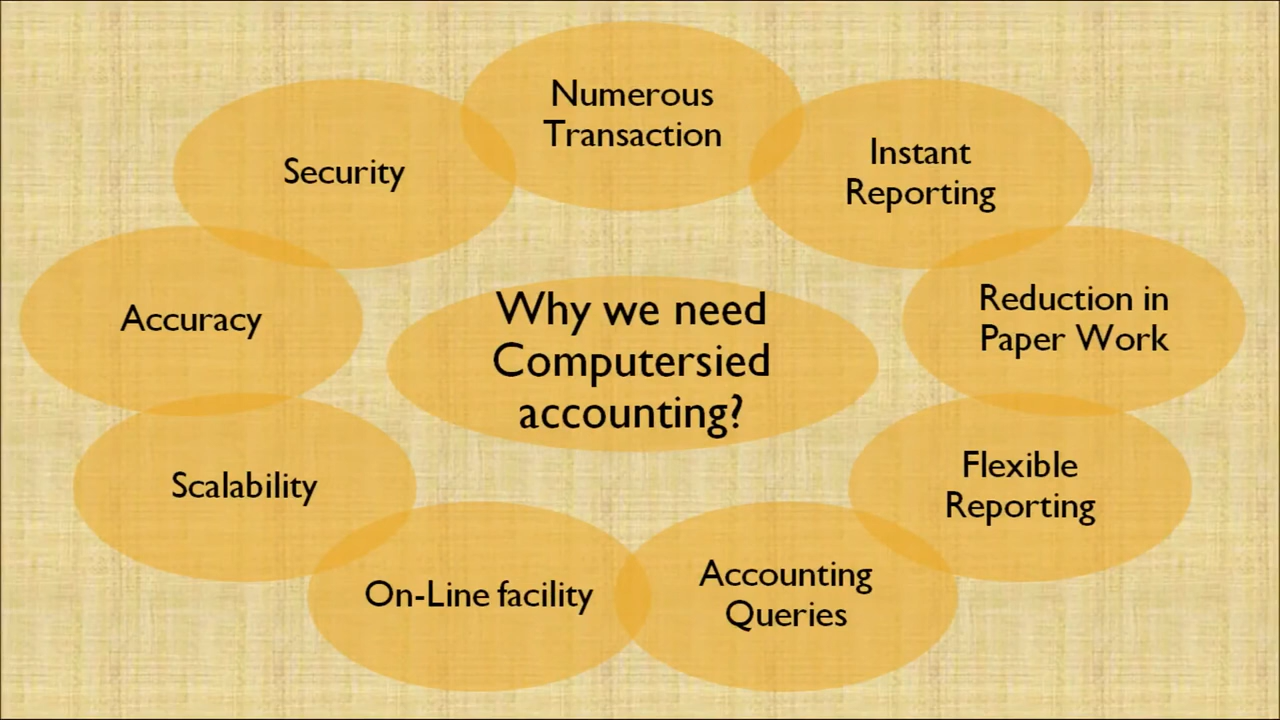 Numerous
Transaction
Instant
Reporting
Reduction in
Paper Work
Flexible
Reporting
Accounting
Queries
On-Line facility
Scalability
Accuracy
Security
Why we need
Computersied
accounting?